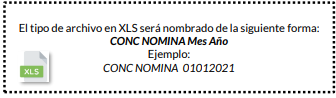 El tipo de archivo en XLS será nombrado de la siguiente forma:
CONC NOMINA Mes Año
Ejemplo:
CONC NOMINA 01012021
XLS